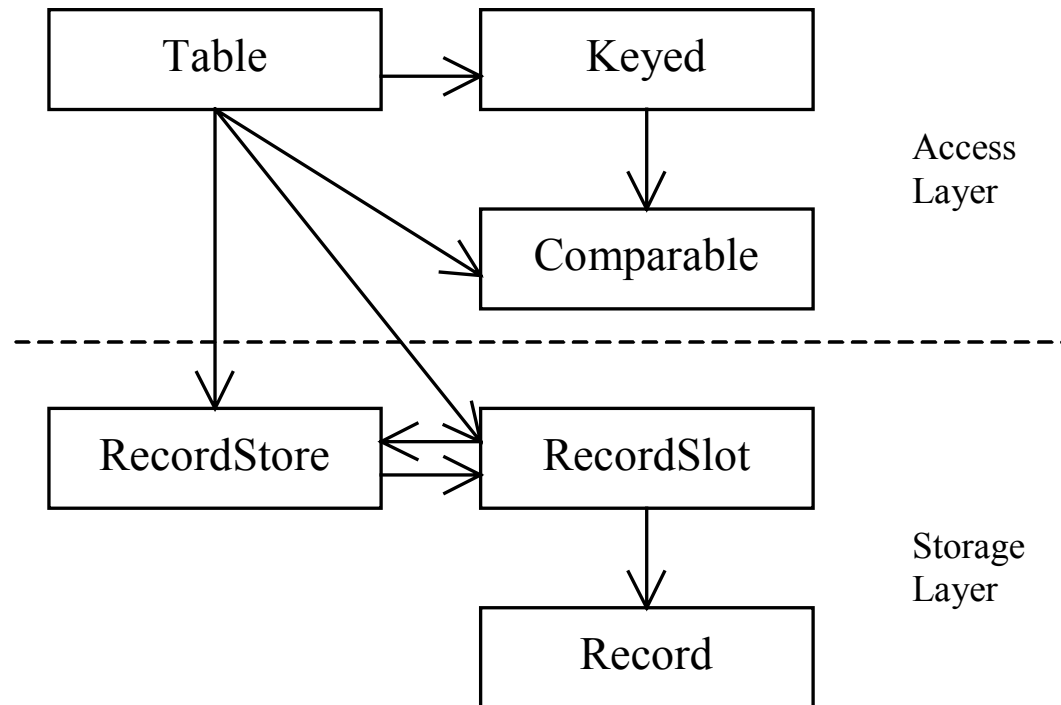 Table
Keyed
Access
Layer
Comparable
RecordStore
RecordSlot
Storage
Layer
Record